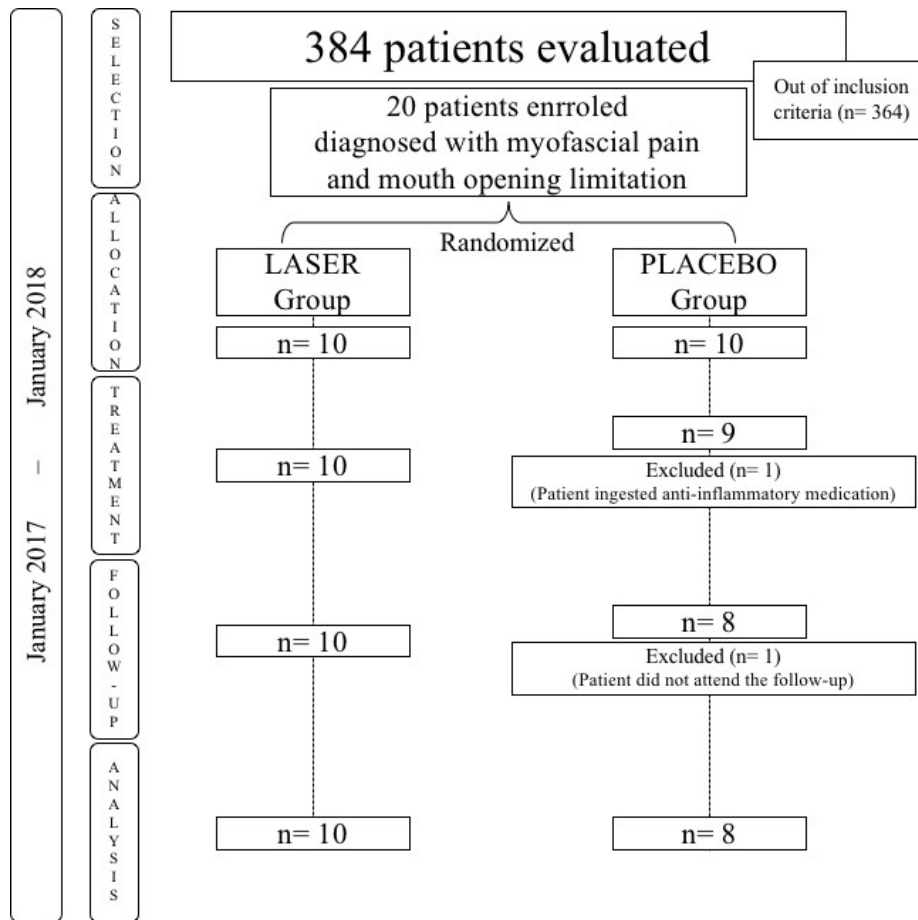 384 patients evaluated
Out of inclusion
criteria (n= 364)
20 patients enrroled
diagnosed with myofascial pain
and mouth opening limitation
Randomized
LASER
Group
PLACEBO
Group
n= 10
n= 10
n= 10
n= 9
Excluded (n= 1)
(Patient ingested anti-inflammatory medication)
n= 10
n= 8
Excluded (n= 1)
(Patient did not attend the follow-up)
n= 10
n= 8
SELECTION
ALLOCATION
TREATMENT
FOLLOW-UP
ANALYSIS
January 2017 – January 2018